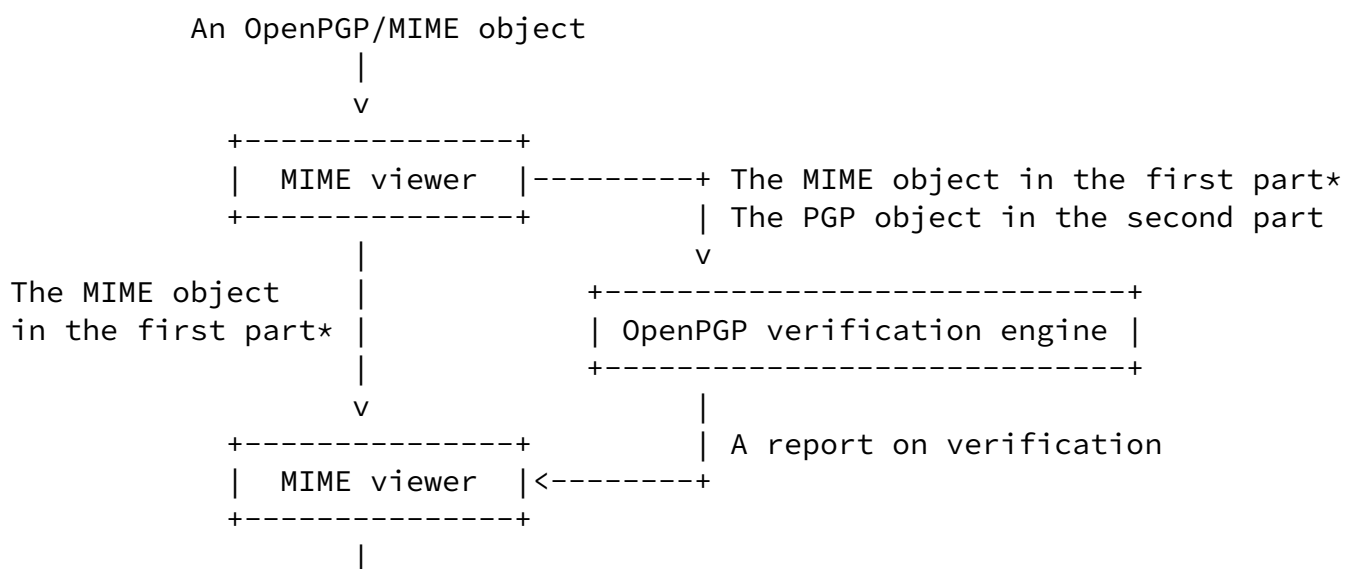 An OpenPGP/MIME object
|
v
+---------------+
| MIME viewer |---------+ The MIME object in the first part*
+---------------+ | The PGP object in the second part
| v
The MIME object | +-----------------------------+
in the first part* | | OpenPGP verification engine |
| +-----------------------------+
v |
+---------------+ | A report on verification
| MIME viewer |<--------+
+---------------+
|